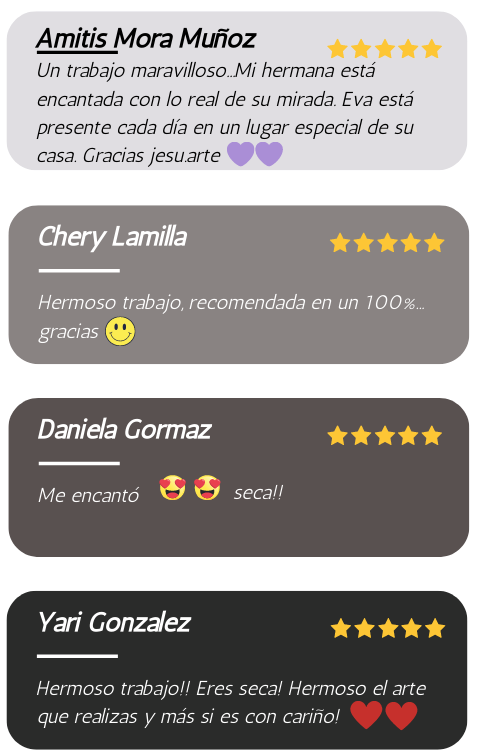 Amitis Mora Muñoz
Un trabajo maravilloso...Mi hermana está
encantada con lo real de su mirada. Eva está
presente cada día en un lugar especial de su
casa. Gracias jesu.arte 💜💜
Chery Lamilla
Hermoso trabajo, recomendada en un 100%...
gracias 🙂
Daniela Gormaz
Me encantó 😍😍 seca!!
Yari Gonzalez
Hermoso trabajo!! Eres seca! Hermoso el arte
que realizas y más si es con cariño! ❤️❤️